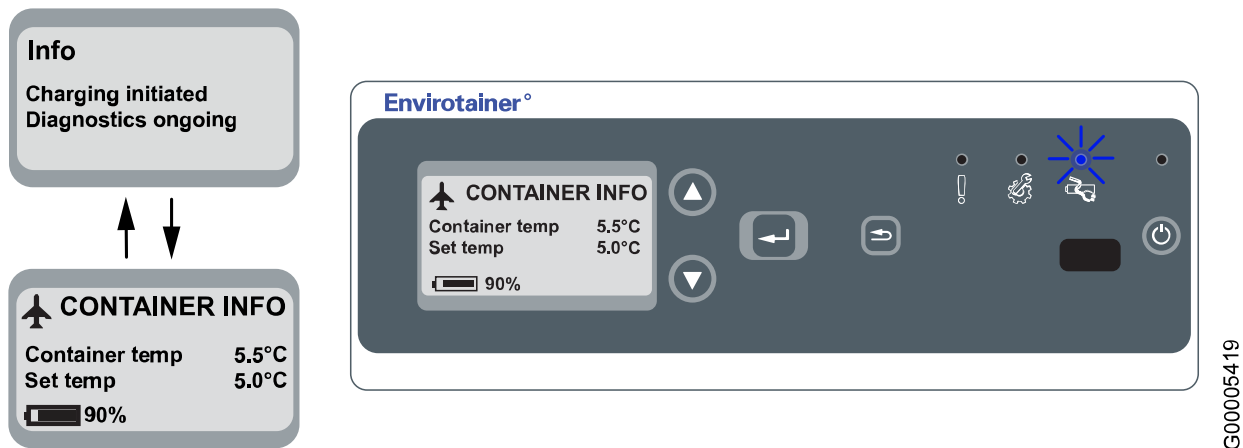 Info
Charging initiated
Diagnostics ongoing
CONTAINER INFO
Container temp 5.5°C
Set temp 5.0°C
90%
Envirotainer°
CONTAINER INFO
Container temp 5.5°C
Set temp 5.0°C
90%
G00005419